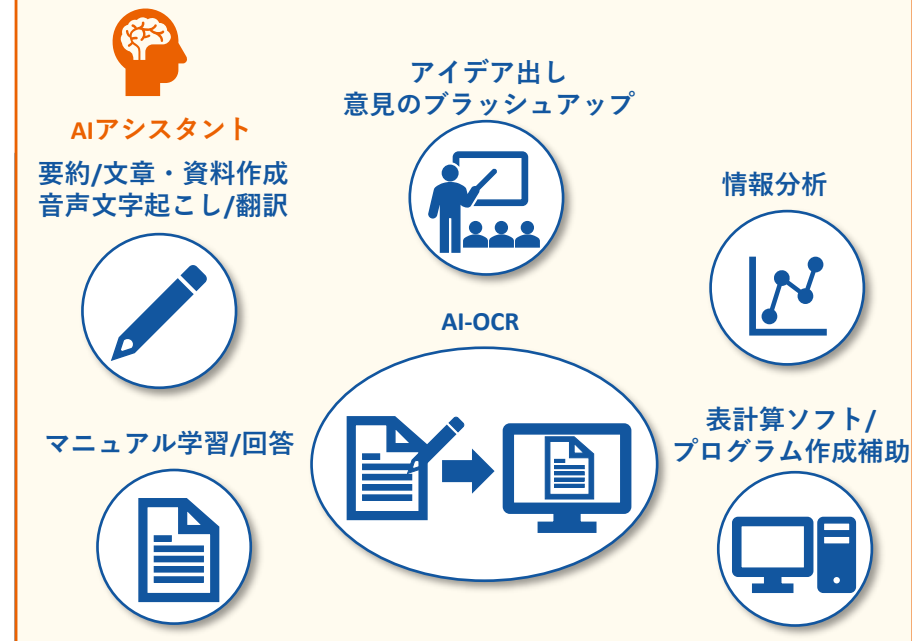 AIアシスタント
要約/文章・資料作成
音声文字起こし/翻訳
アイデア出し
意見のブラッシュアップ
情報分析
AI-OCR
マニュアル学習/回答
表計算ソフト/
プログラム作成補助